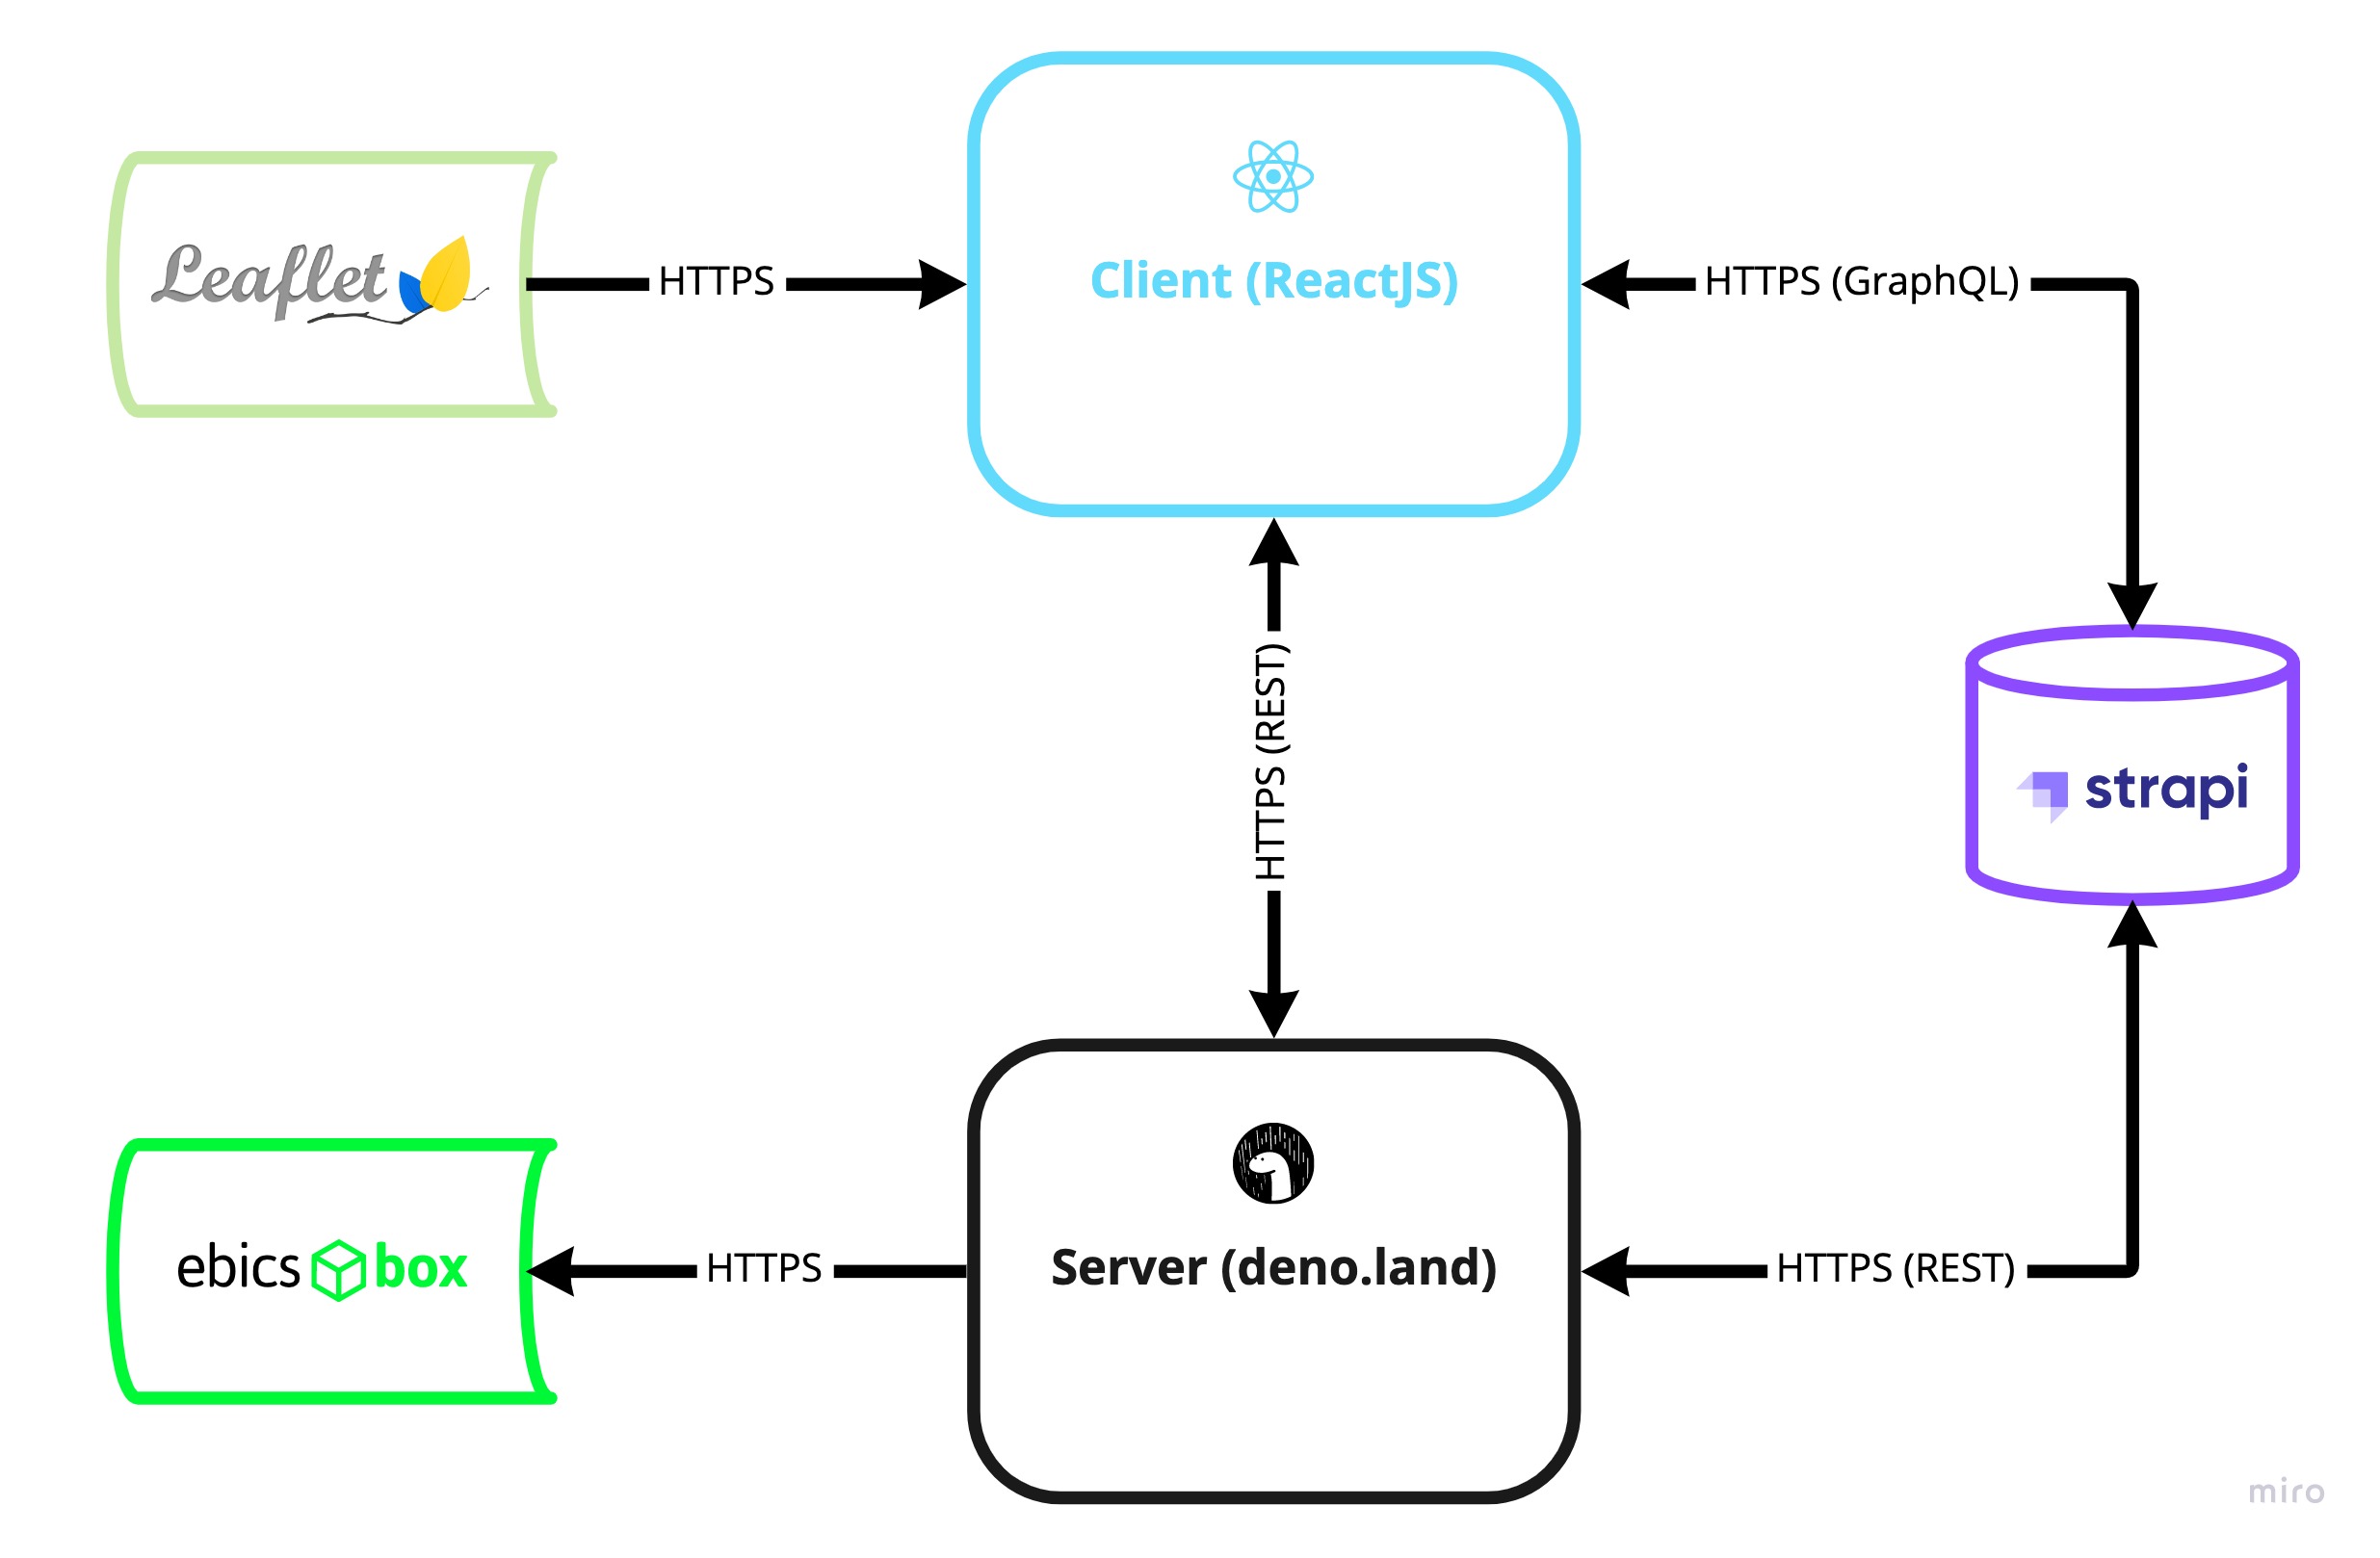 Leaflet
HTTPS
Client (ReactJS)
HTTPS (GraphQL)
HTTPS (REST)
strapi
ebics box
HTTPS
Server (deno.land)
HTTPS (REST)
miro